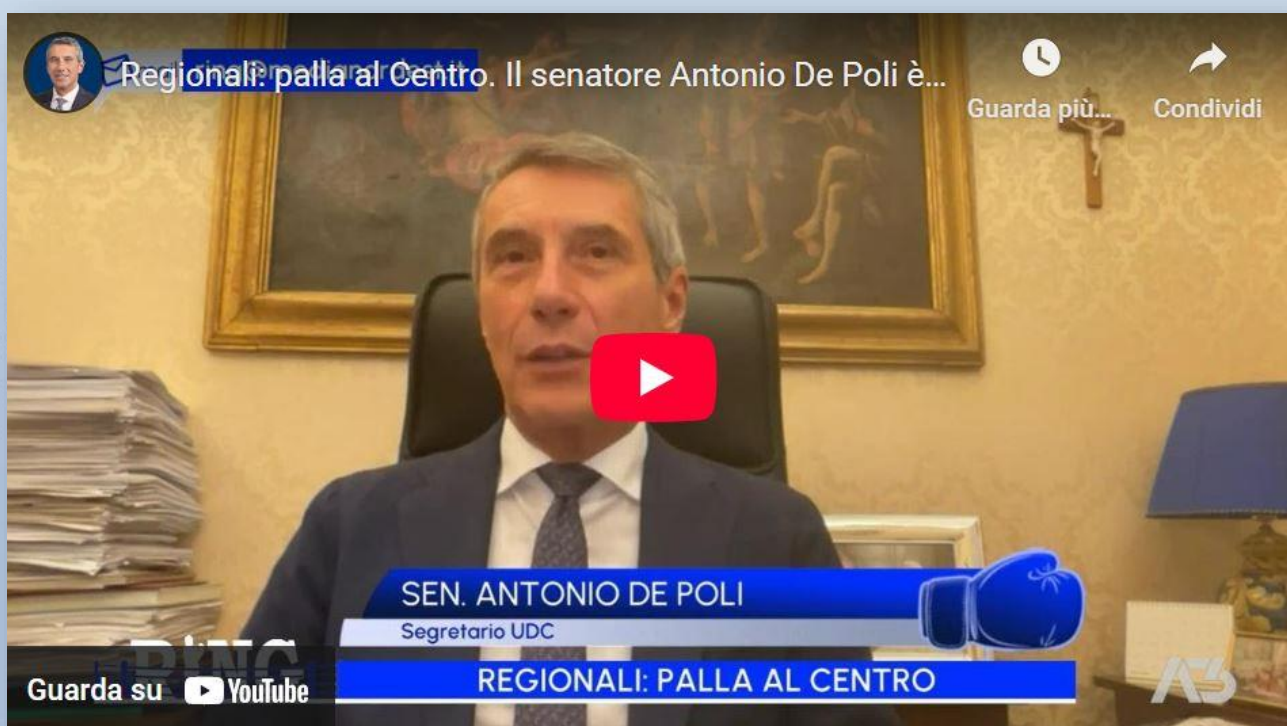 Regionali: palla al Centro. Il senatore Antonio De Poli è...
Guarda più...
Condividi
SEN. ANTONIO DE POLI
Segretario UDC
RING
REGIONALI: PALLA AL CENTRO
Guarda su YouTube